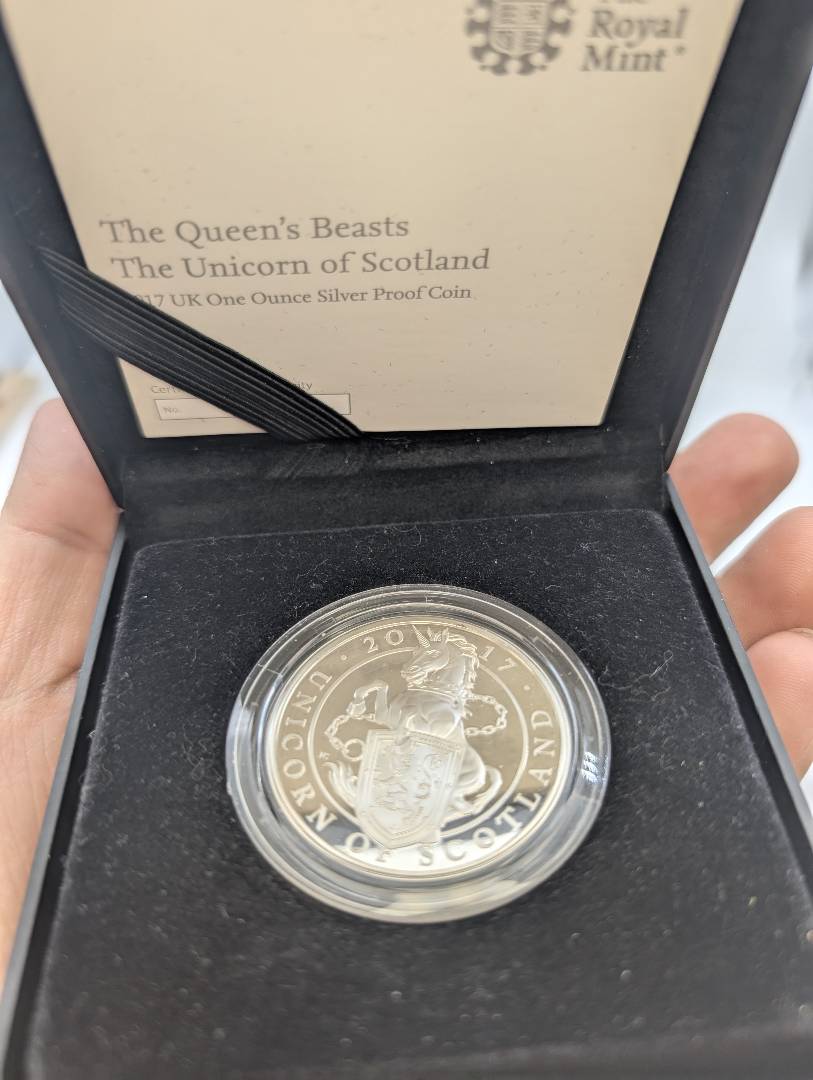 Royal
Mint
The Queen's Beasts
The Unicorn of Scotland
17 UK One Ounce Silver Proof Coin
No.
UNICORN OF SCOTLAND · 2017 ·